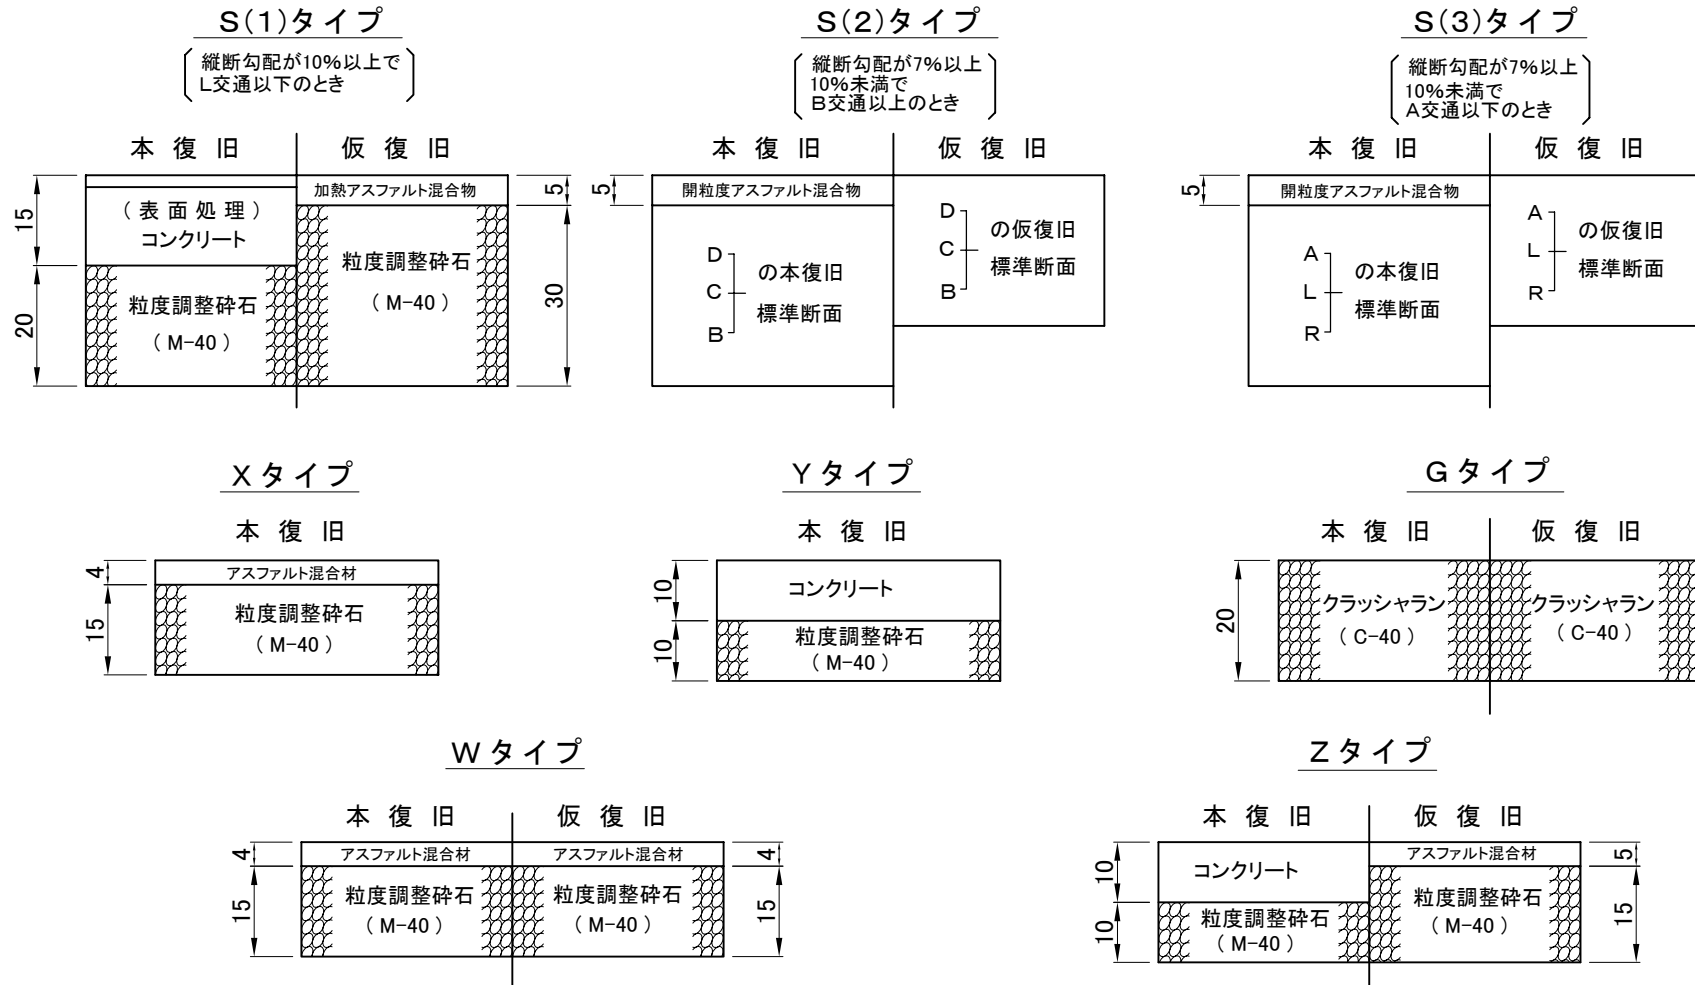 S(1)タイプ
縦断勾配が10%以上で
L交通以下のとき
本復旧
仮復旧
15
20
(表面処理)
コンクリート
粒度調整砕石
(M-40)
加熱アスファルト混合物
粒度調整砕石
(M-40)
5
30
S(2)タイプ
縦断勾配が7%以上
10%未満で
B交通以上のとき
本復旧
仮復旧
5
開粒度アスファルト混合物
D
C
B
の本復旧
標準断面
D
C
B
の仮復旧
標準断面
S(3)タイプ
縦断勾配が7%以上
10%未満で
A交通以下のとき
本復旧
仮復旧
5
開粒度アスファルト混合物
A
L
R
の本復旧
標準断面
A
L
R
の仮復旧
標準断面
Xタイプ
本復旧
4
15
アスファルト混合材
粒度調整砕石
(M-40)
Yタイプ
本復旧
10
10
コンクリート
粒度調整砕石
(M-40)
Gタイプ
本復旧
仮復旧
20
クラッシャラン
(C-40)
クラッシャラン
(C-40)
Wタイプ
本復旧
仮復旧
4
15
アスファルト混合材
粒度調整砕石
(M-40)
アスファルト混合材
粒度調整砕石
(M-40)
4
15
Zタイプ
本復旧
仮復旧
10
10
コンクリート
粒度調整砕石
(M-40)
アスファルト混合材
粒度調整砕石
(M-40)
5
15